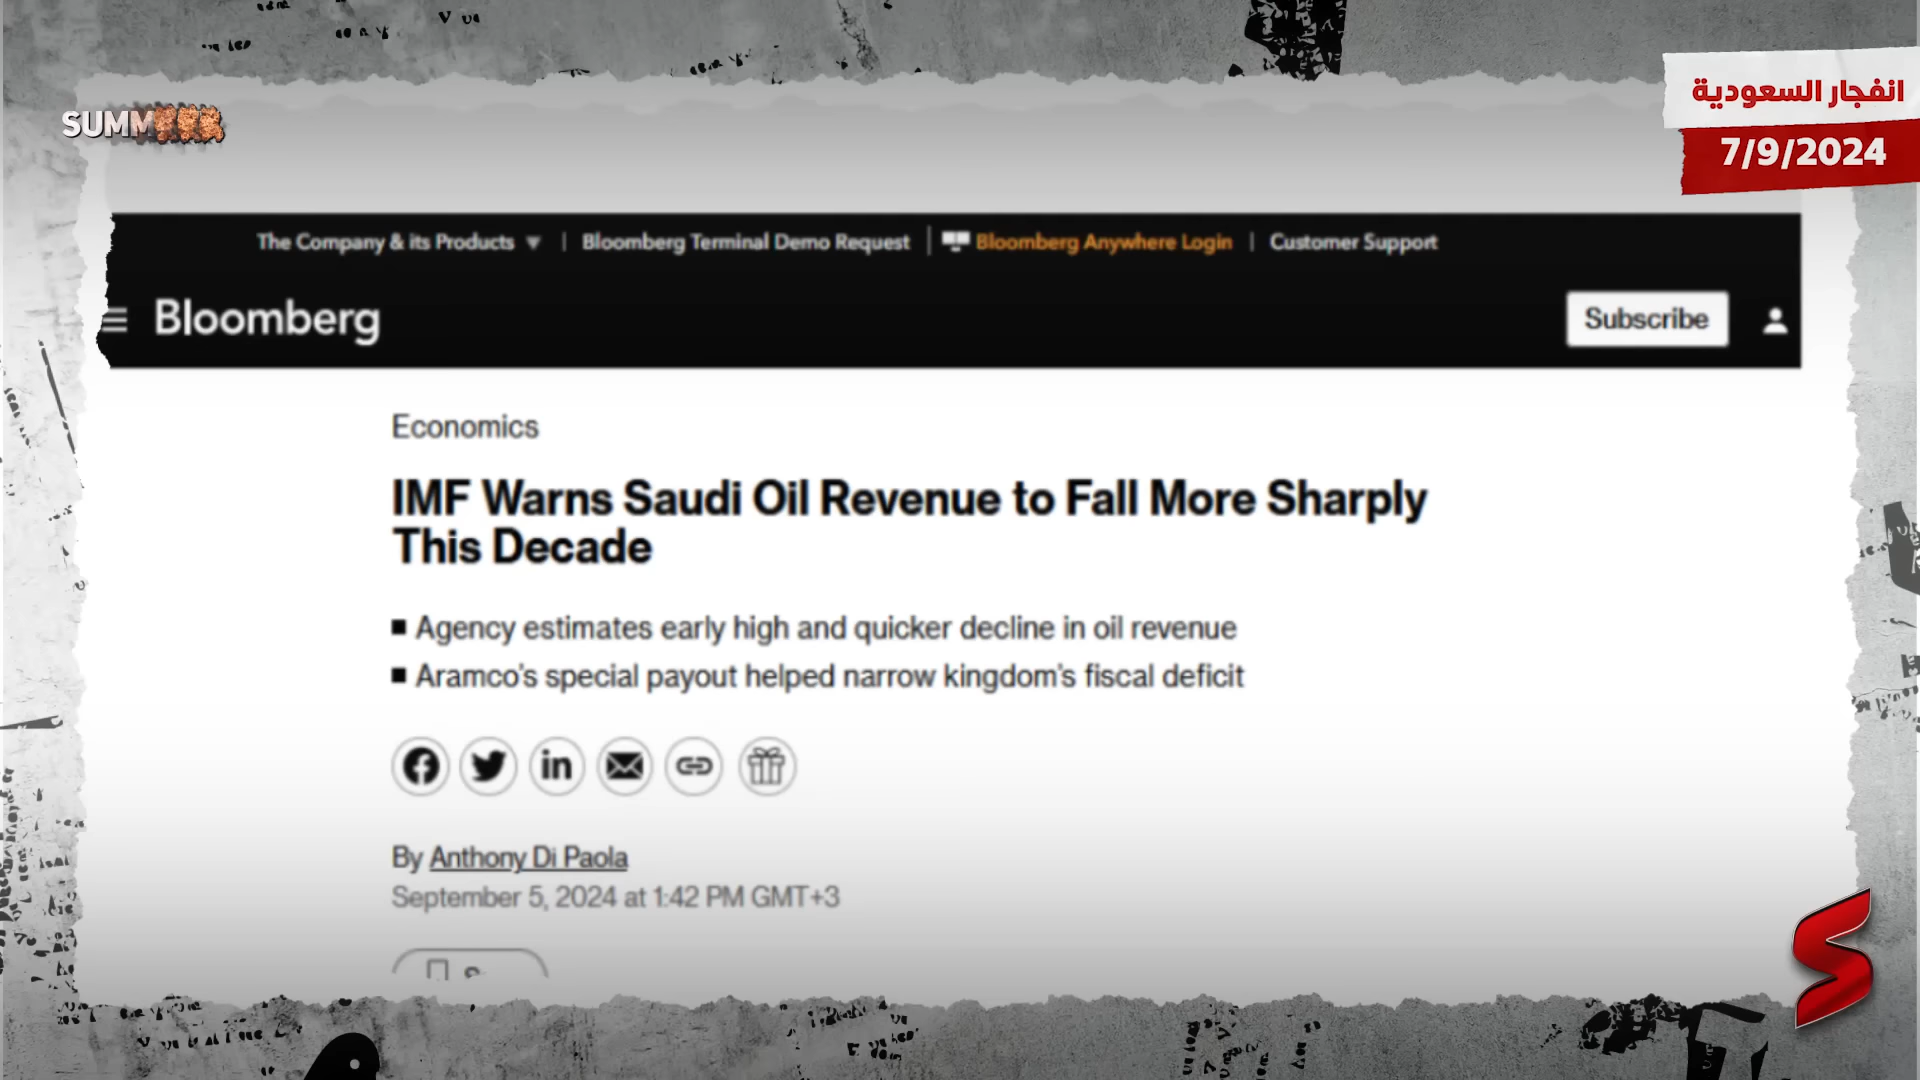 SUMM
انفجار السعودية
7/9/2024
The Company & its Products ▼ | Bloomberg Terminal Demo Request | Bloomberg Anywhere Login | Customer Support
Bloomberg
Subscribe
Economics
IMF Warns Saudi Oil Revenue to Fall More Sharply
This Decade
■ Agency estimates early high and quicker decline in oil revenue
■ Aramco's special payout helped narrow kingdom's fiscal deficit
By Anthony Di Paola
September 5, 2024 at 1:42 PM GMT+3